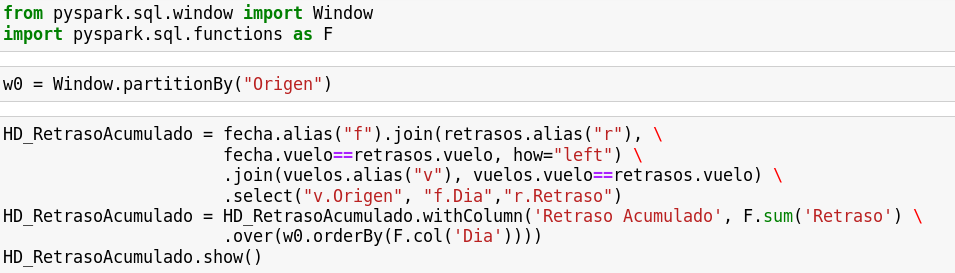 from pyspark.sql.window import Window
import pyspark.sql.functions as F
w0 = Window.partitionBy("Origen")
HD_RetrasoAcumulado = fecha.alias("f").join(retrasos.alias("r"), \
fecha.vuelo==retrasos.vuelo, how="left") \
.join(vuelos.alias("v"), vuelos.vuelo==retrasos.vuelo) \
.select("v.Origen", "f.Dia","r.Retraso")
HD_RetrasoAcumulado = HD_RetrasoAcumulado.withColumn('Retraso Acumulado', F.sum('Retraso') \
.over(w0.orderBy(F.col('Dia'))))
HD_RetrasoAcumulado.show()